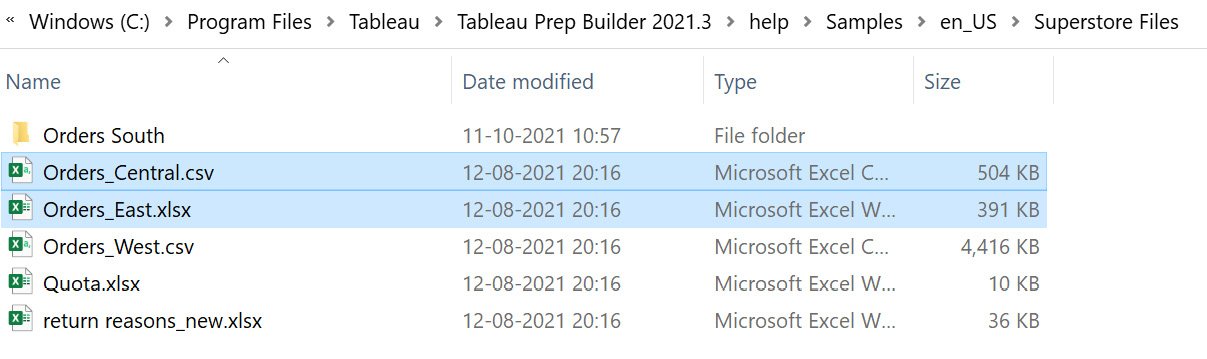 « Windows (C:) > Program Files > Tableau > Tableau Prep Builder 2021.3 > help > Samples > en_US > Superstore Files
Name Date modified Type Size
Orders South 11-10-2021 10:57 File folder
Orders_Central.csv 12-08-2021 20:16 Microsoft Excel C... 504 KB
Orders_East.xlsx 12-08-2021 20:16 Microsoft Excel W... 391 KB
Orders_West.csv 12-08-2021 20:16 Microsoft Excel C... 4,416 KB
Quota.xlsx 12-08-2021 20:16 Microsoft Excel W... 10 KB
return reasons_new.xlsx 12-08-2021 20:16 Microsoft Excel W... 36 KB